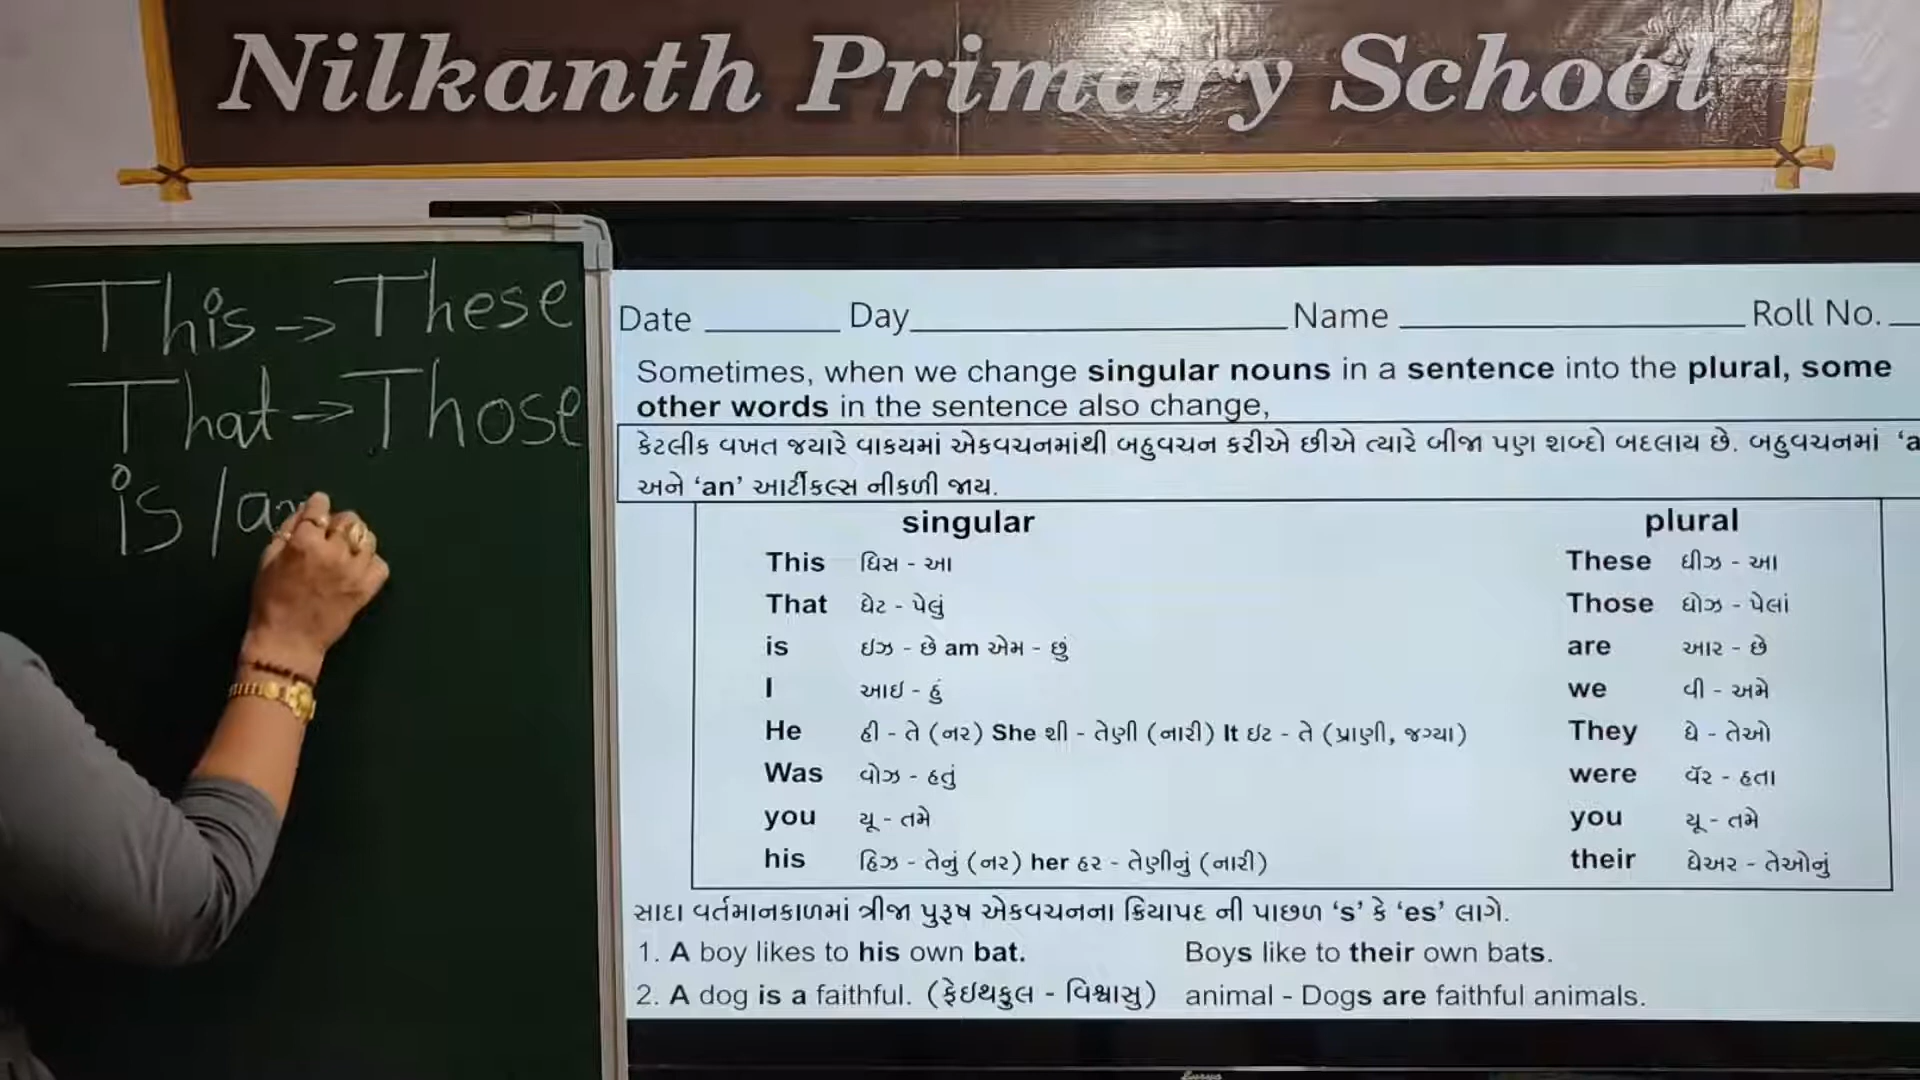 Nilkanth Primary School
This → These
That → Those
is /am
Date ______ Day__________________Name _________________ Roll No. __
Sometimes, when we change singular nouns in a sentence into the plural, some
other words in the sentence also change,
કેટલીક વખત જ્યારે વાકયમાં એકવચનમાંથી બહુવચન કરીએ છીએ ત્યારે બીજા પણ શબ્દો બદલાય છે. બહુવચનમાં ‘a
અને ‘an’ આર્ટીકલ્સ નીકળી જાય.
singular plural
This ધિસ - આ These ધીઝ - આ
That ધેટ - પેલું Those ધોઝ - પેલાં
is ઇઝ - છે am એમ - છું are આર - છે
I આઇ - હું we વી - અમે
He હી - તે (નર) She શી - તેણી (નારી) It ઇટ - તે (પ્રાણી, જગ્યા) They ધે - તેઓ
Was વોઝ - હતું were વૅર - હતા
you યૂ - તમે you યૂ - તમે
his હિઝ - તેનું (નર) her હર - તેણીનું (નારી) their ધેઅર - તેઓનું
સાદા વર્તમાનકાળમાં ત્રીજા પુરૂષ એકવચનના ક્રિયાપદ ની પાછળ ‘s’ કે ‘es’ લાગે.
1. A boy likes to his own bat. Boys like to their own bats.
2. A dog is a faithful. (ફેઇથફુલ - વિશ્વાસુ) animal - Dogs are faithful animals.